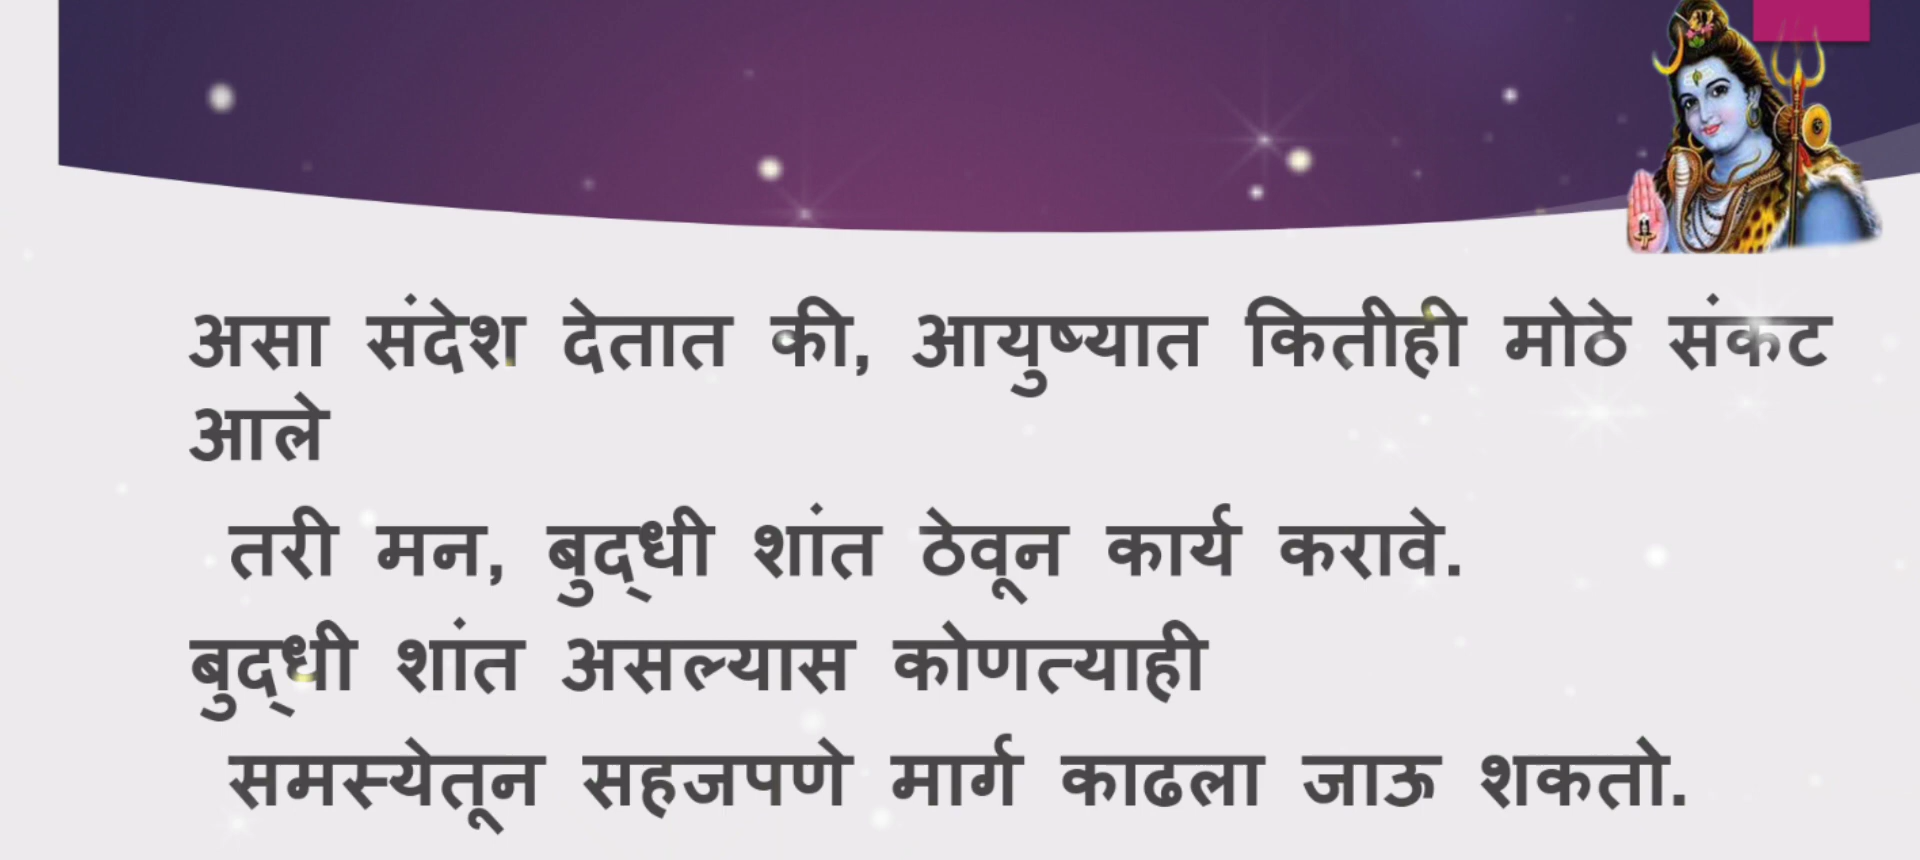 असा संदेश देतात की, आयुष्यात कितीही मोठे संकट
आले
तरी मन, बुद्धी शांत ठेवून कार्य करावे.
बुद्धी शांत असल्यास कोणत्याही
समस्येतून सहजपणे मार्ग काढला जाऊ शकतो.